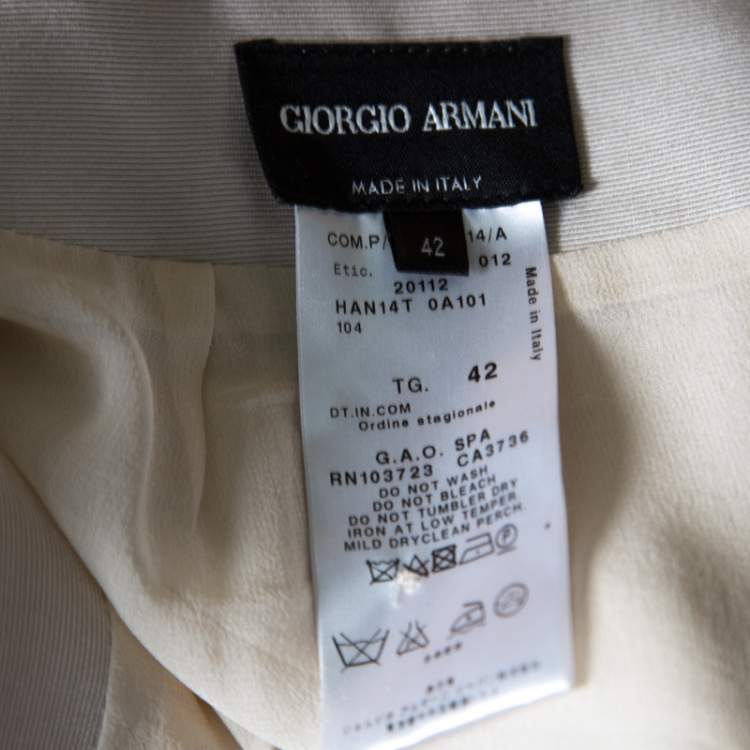 GIORGIO ARMANI
MADE IN ITALY
42
COM.P/ 14/A
Etic. 012
20112
HAN14T 0A101
104
Made in Italy
TG. 42
DT.IN.COM
Ordine stagionale
G.A.O. SPA
RN103723 CA3736
DO NOT WASH
DO NOT BLEACH
DO NOT TUMBLER DRY
IRON AT LOW TEMPER.
MILD DRYCLEAN PERCH.
P